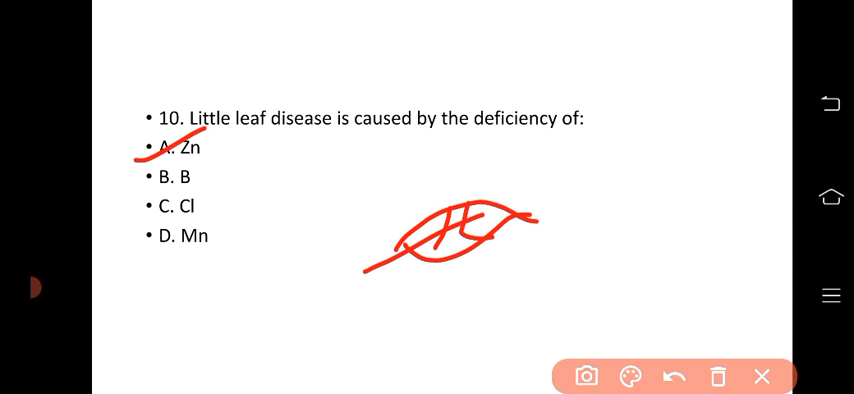 • 10. Little leaf disease is caused by the deficiency of:
• A. Zn
• B. B
• C. Cl
• D. Mn